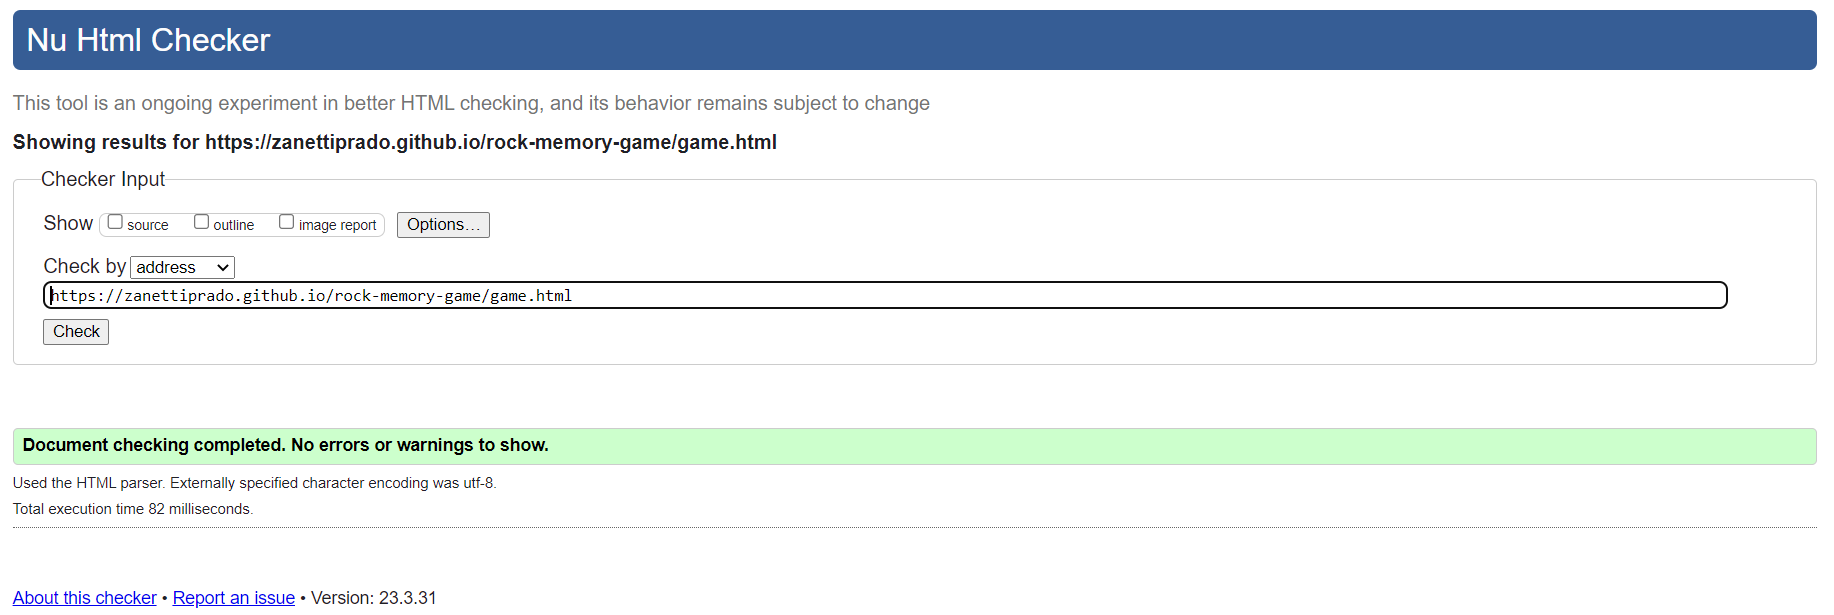 Nu Html Checker
This tool is an ongoing experiment in better HTML checking, and its behavior remains subject to change
Showing results for https://zanettiprado.github.io/rock-memory-game/game.html
Checker Input
Show source outline image report Options...
Check by address
https://zanettiprado.github.io/rock-memory-game/game.html
Check
Document checking completed. No errors or warnings to show.
Used the HTML parser. Externally specified character encoding was utf-8.
Total execution time 82 milliseconds.
About this checker • Report an issue • Version: 23.3.31